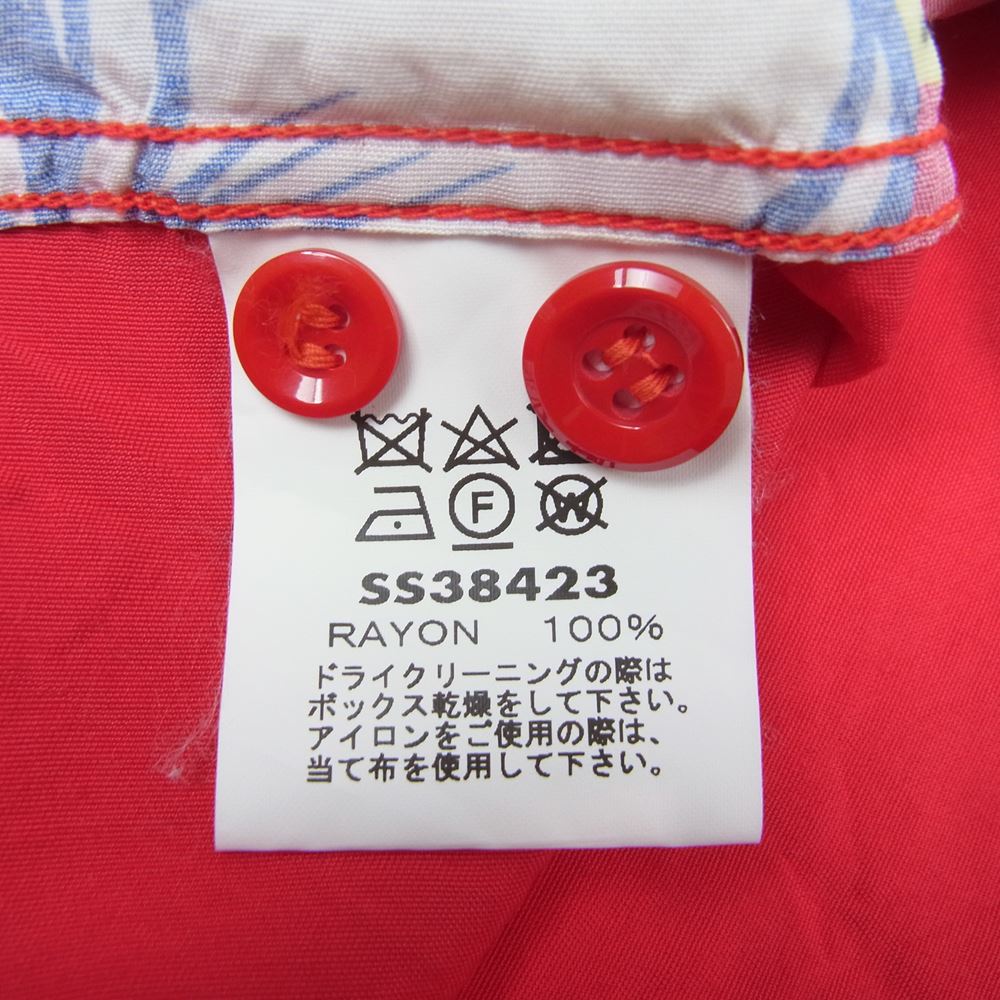 F W
SS38423
RAYON 100%
ドライクリーニングの際は
ボックス乾燥をして下さい。
アイロンをご使用の際は、
当て布を使用して下さい。